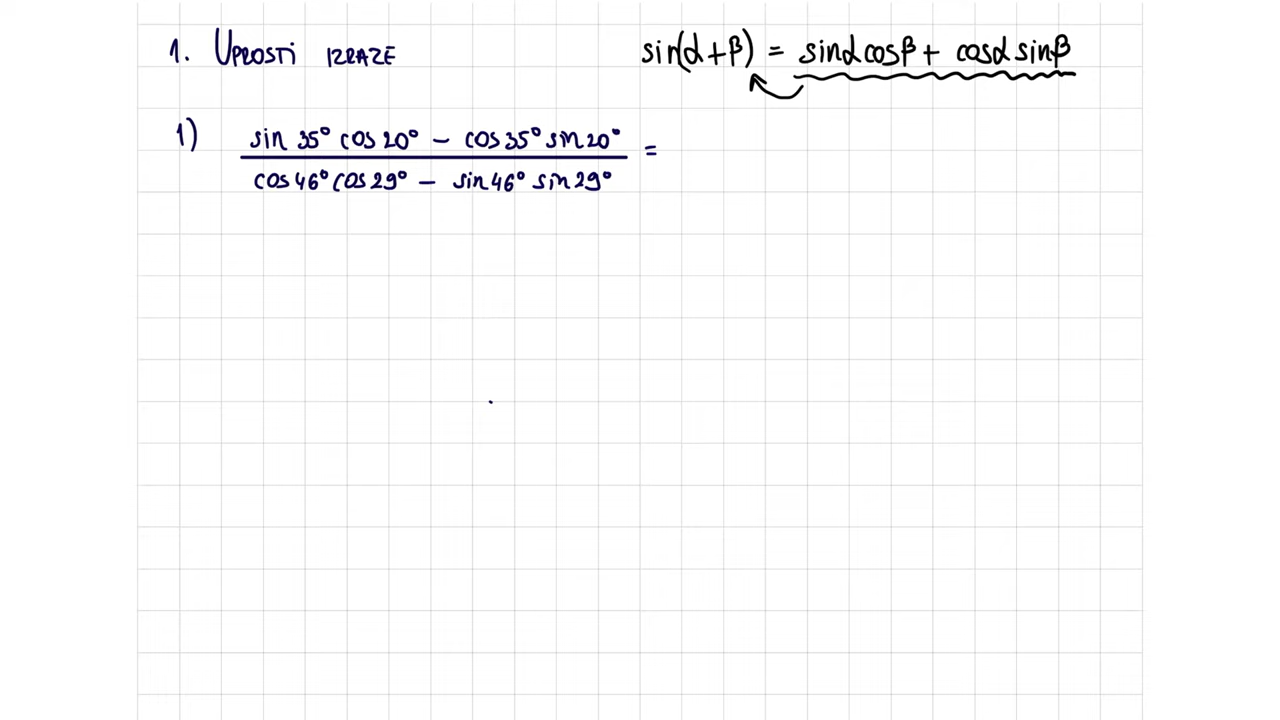 1. UPROSTI IZRAZE
sin(α+β) = sinα cosβ + cosα sinβ
1) sin 35° cos 20° − cos 35° sin 20° =
cos 46° cos 29° − sin 46° sin 29°